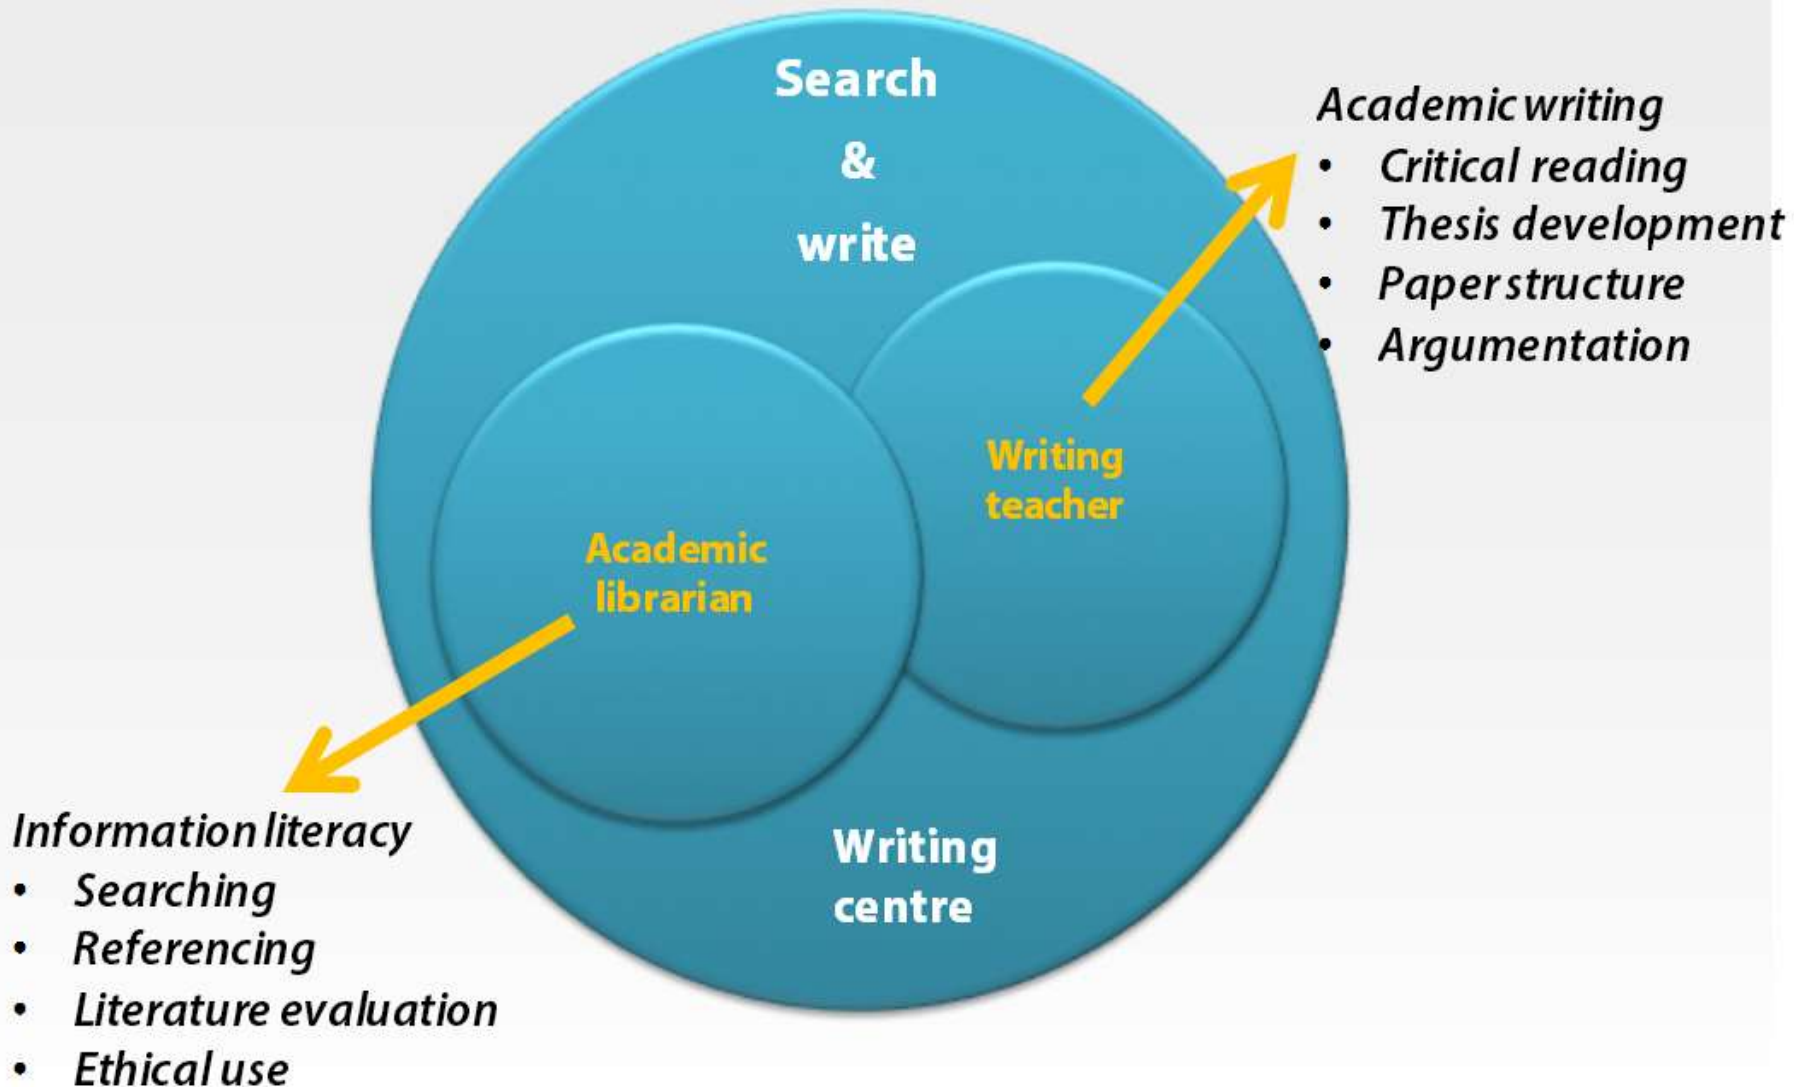 Search
&
write
Academic writing
• Critical reading
• Thesis development
• Paper structure
• Argumentation
Writing
teacher
Academic
librarian
Information literacy
• Searching
• Referencing
• Literature evaluation
• Ethical use
Writing
centre